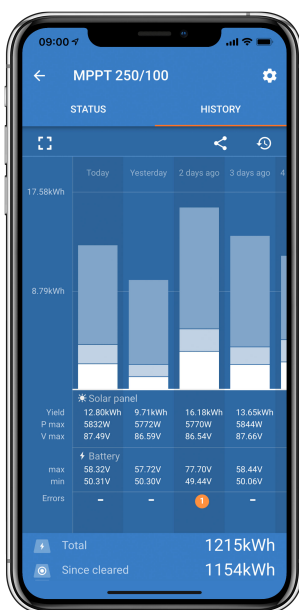 09:00
MPPT 250/100
STATUS HISTORY
Today Yesterday 2 days ago 3 days ago 4
17.58kWh
8.79kWh
Solar panel
Yield 12.80kWh 9.71kWh 16.18kWh 13.65kWh
P max 5832W 5772W 5770W 5844W
V max 87.49V 86.59V 86.54V 87.66V
Battery
max 58.32V 57.72V 77.70V 58.44V
min 50.31V 50.30V 49.44V 50.06V
Errors – – 1 –
Total 1215kWh
Since cleared 1154kWh